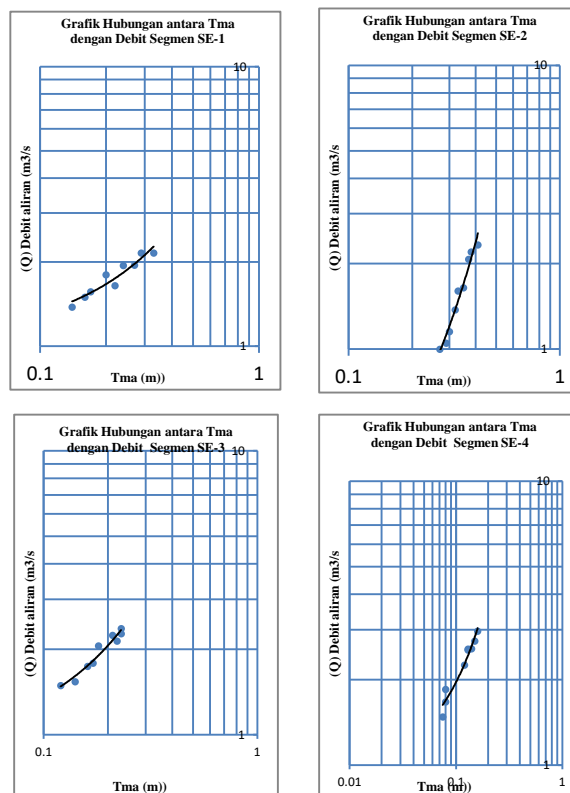 Grafik Hubungan antara Tma
dengan Debit Segmen SE-1
10
(Q) Debit aliran (m3/s
1
0.1
1
Tma (m))
Grafik Hubungan antara Tma
dengan Debit Segmen SE-2
10
(Q) Debit aliran (m3/s
1
0.1
1
Tma (m))
Grafik Hubungan antara Tma
dengan Debit Segmen SE-3
10
(Q) Debit aliran (m3/s
1
0.1
1
Tma (m))
Grafik Hubungan antara Tma
dengan Debit Segmen SE-4
10
(Q) Debit aliran (m3/s
1
0.01
0.1
1
Tma (m))